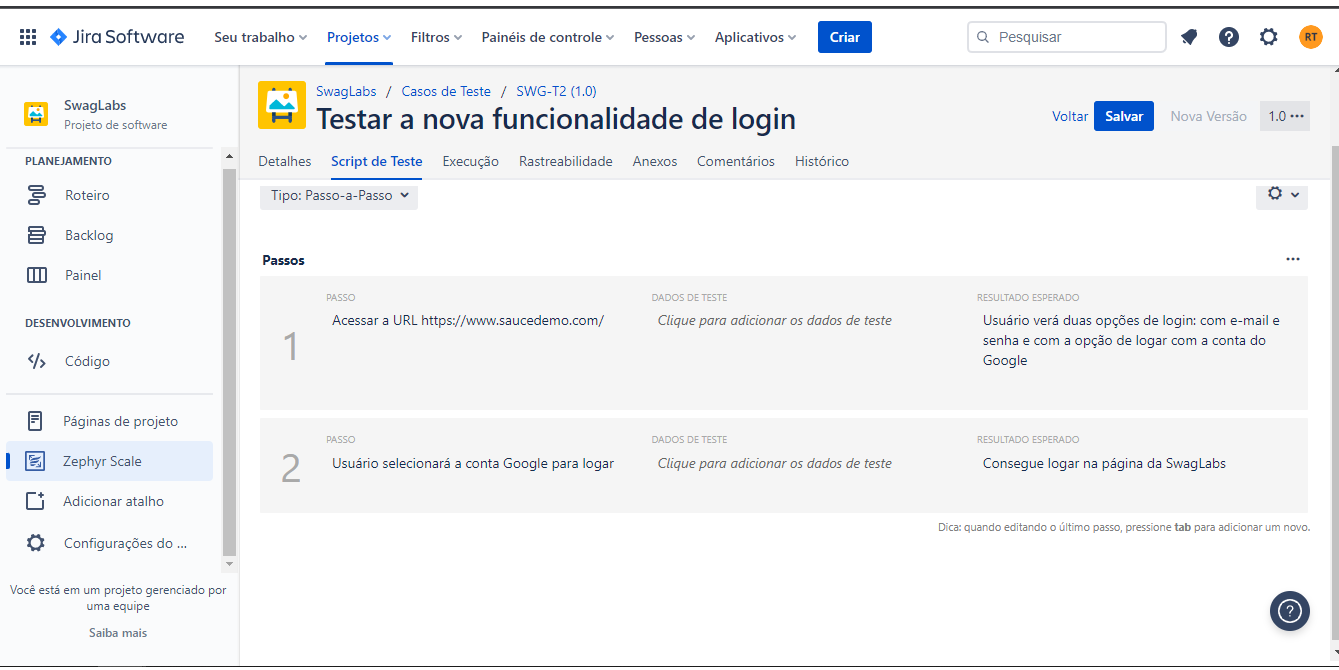 Jira Software
Seu trabalho
Projetos
Filtros
Painéis de controle
Pessoas
Aplicativos
Criar
Pesquisar
RT
SwagLabs
Projeto de software
PLANEJAMENTO
Roteiro
Backlog
Painel
DESENVOLVIMENTO
Código
Páginas de projeto
Zephyr Scale
Adicionar atalho
Configurações do ...
Você está em um projeto gerenciado por
uma equipe
Saiba mais
SwagLabs / Casos de Teste / SWG-T2 (1.0)
Testar a nova funcionalidade de login
Voltar
Salvar
Nova Versão
1.0
Detalhes
Script de Teste
Execução
Rastreabilidade
Anexos
Comentários
Histórico
Tipo: Passo-a-Passo
Passos
1
PASSO
Acessar a URL https://www.saucedemo.com/
DADOS DE TESTE
Clique para adicionar os dados de teste
RESULTADO ESPERADO
Usuário verá duas opções de login: com e-mail e
senha e com a opção de logar com a conta do
Google
2
PASSO
Usuário selecionará a conta Google para logar
DADOS DE TESTE
Clique para adicionar os dados de teste
RESULTADO ESPERADO
Consegue logar na página da SwagLabs
Dica: quando editando o último passo, pressione tab para adicionar um novo.